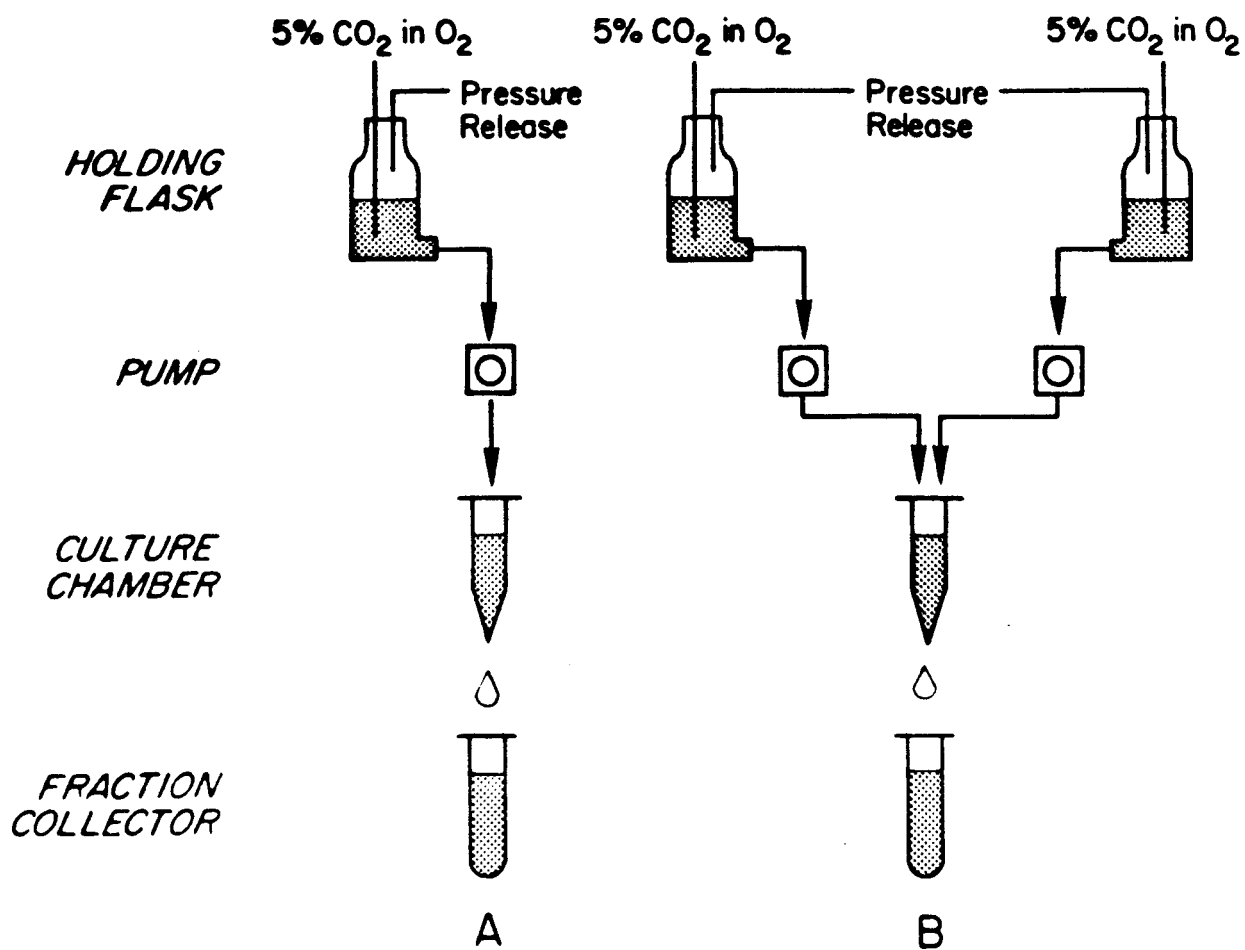 5% CO₂ in O₂ 5% CO₂ in O₂ 5% CO₂ in O₂
Pressure
Release
Pressure
Release
HOLDING
FLASK
PUMP
CULTURE
CHAMBER
FRACTION
COLLECTOR
A B